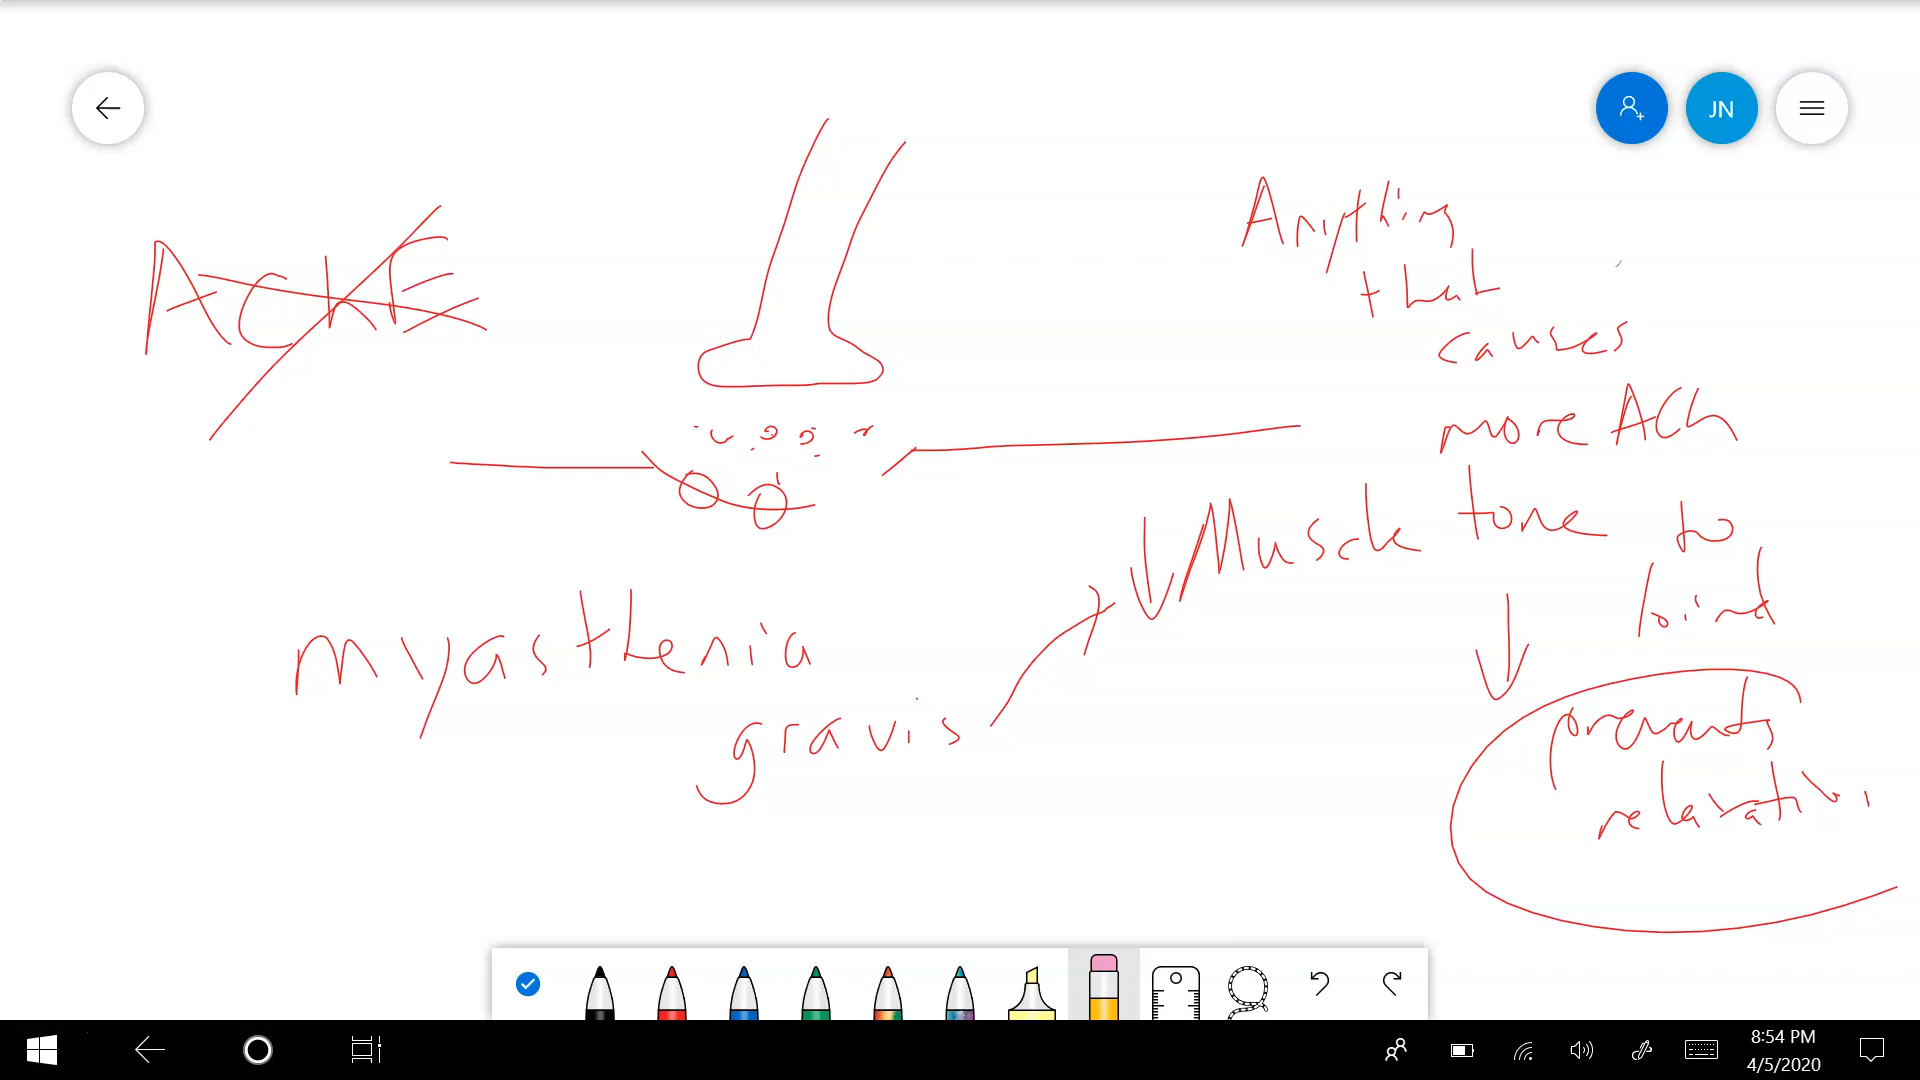 JN
AChE
Anything
that
causes
more ACh
Muscle tone to
bind
myasthenia
gravis
prevents
relaxation
8:54 PM
4/5/2020